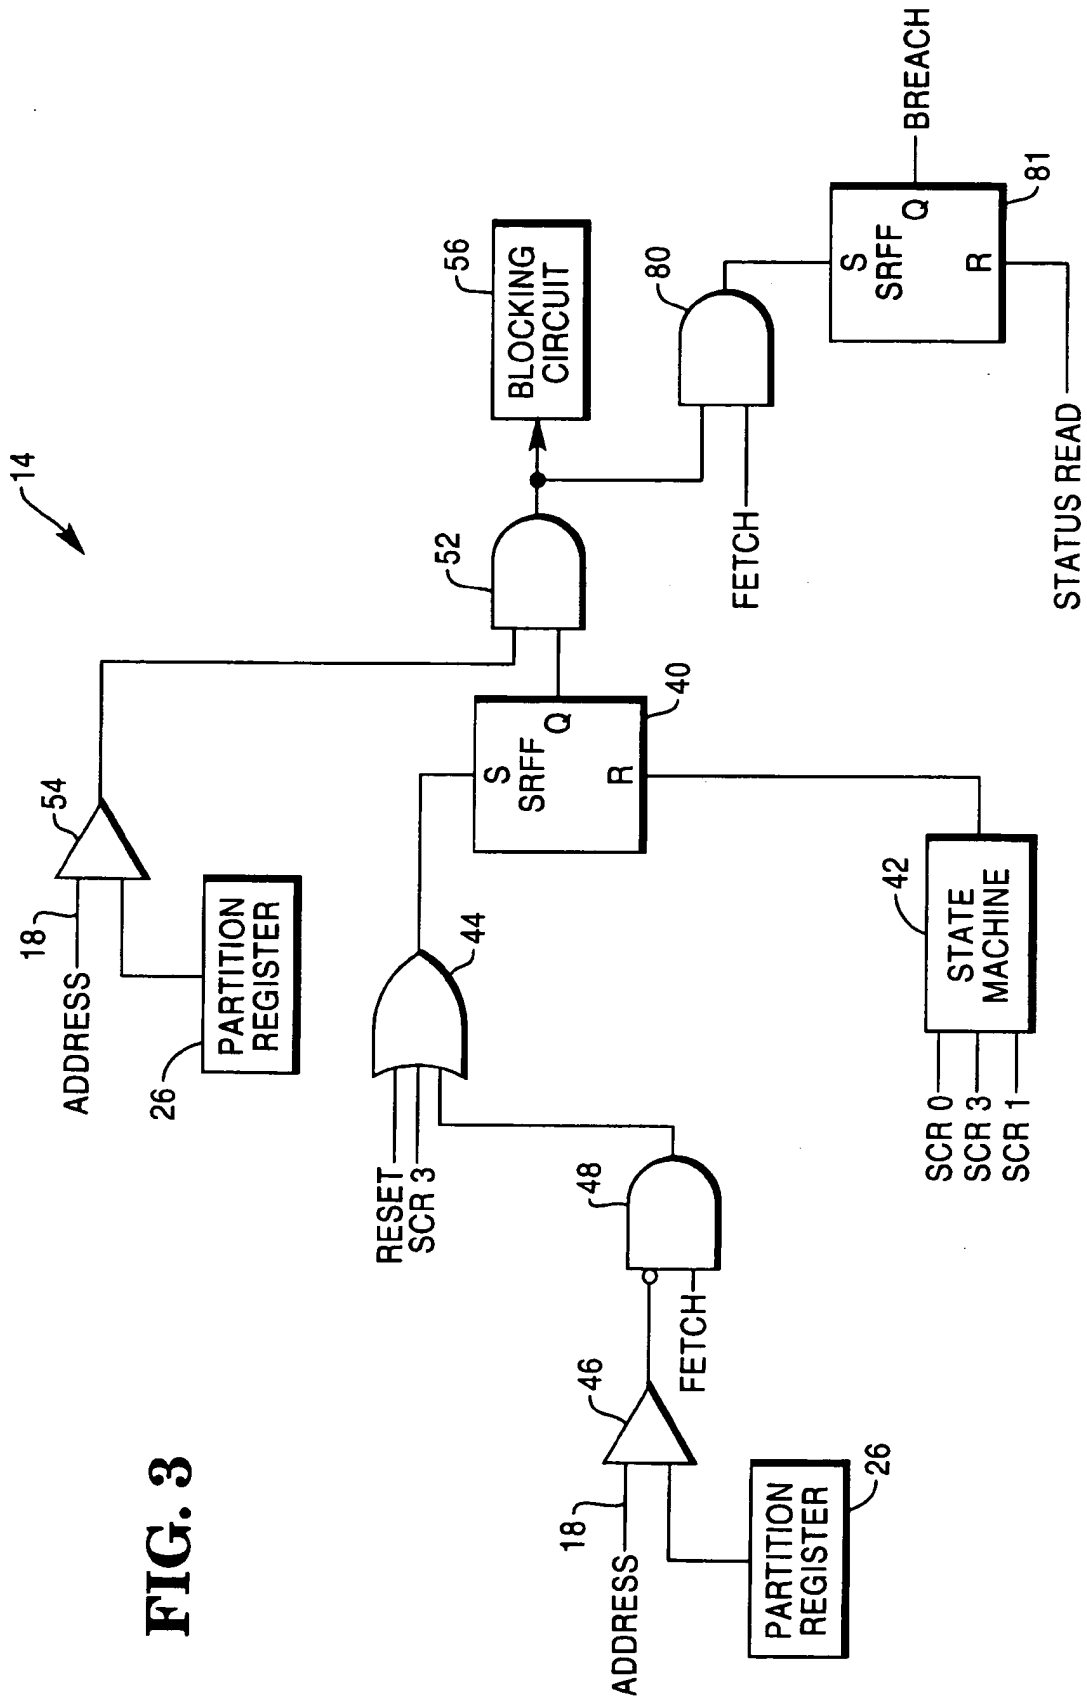 FIG. 3
14
18
ADDRESS
54
26
PARTITION
REGISTER
RESET
SCR 3
44
18
ADDRESS
46
PARTITION
REGISTER
26
FETCH
48
S
SRFF
Q
R
40
SCR 0
SCR 3
SCR 1
42
STATE
MACHINE
52
56
BLOCKING
CIRCUIT
FETCH
80
S
SRFF
Q
R
81
BREACH
STATUS READ